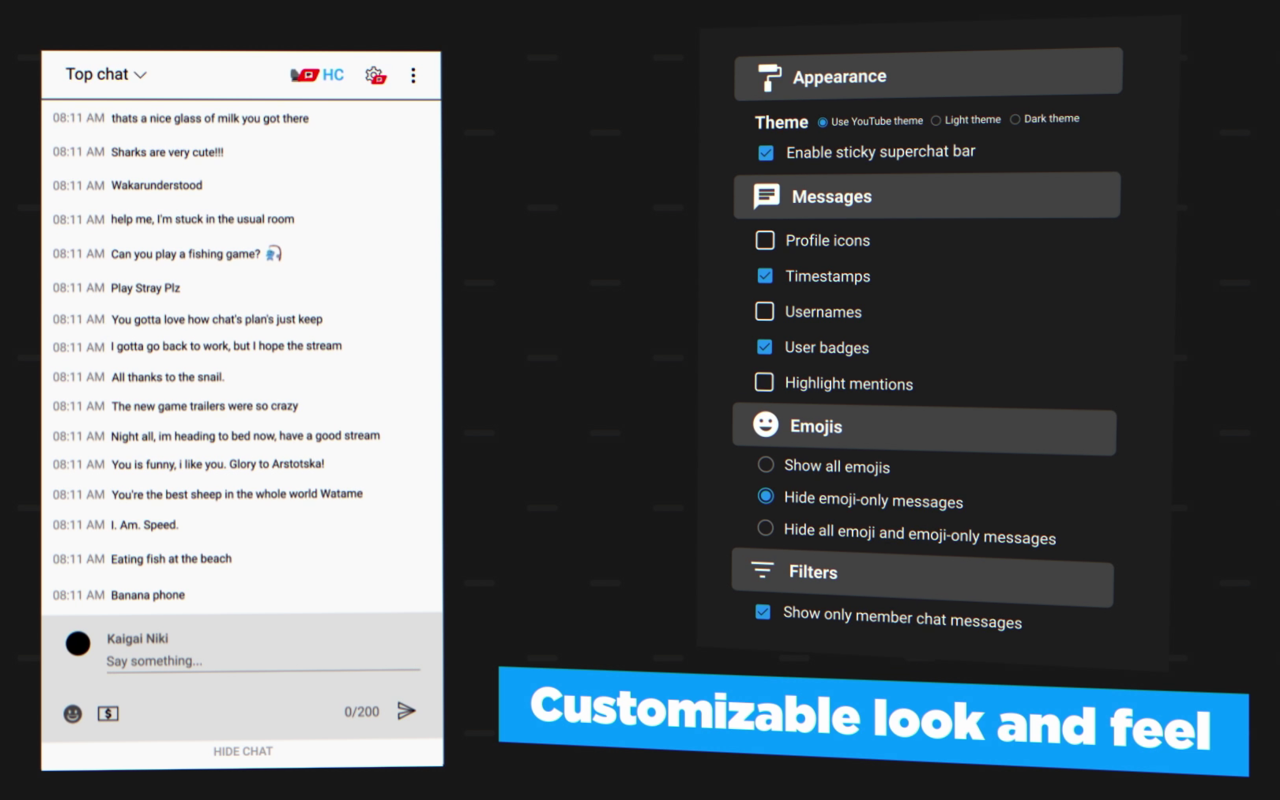 Top chat
HC
08:11 AM thats a nice glass of milk you got there
08:11 AM Sharks are very cute!!!
08:11 AM Wakarunderstood
08:11 AM help me, I'm stuck in the usual room
08:11 AM Can you play a fishing game?
08:11 AM Play Stray Plz
08:11 AM You gotta love how chat's plan's just keep
08:11 AM I gotta go back to work, but I hope the stream
08:11 AM All thanks to the snail.
08:11 AM The new game trailers were so crazy
08:11 AM Night all, im heading to bed now, have a good stream
08:11 AM You is funny, i like you. Glory to Arstotska!
08:11 AM You're the best sheep in the whole world Watame
08:11 AM I. Am. Speed.
08:11 AM Eating fish at the beach
08:11 AM Banana phone
Kaigai Niki
Say something...
$
0/200
HIDE CHAT
Appearance
Theme Use YouTube theme Light theme Dark theme
Enable sticky superchat bar
Messages
Profile icons
Timestamps
Usernames
User badges
Highlight mentions
Emojis
Show all emojis
Hide emoji-only messages
Hide all emoji and emoji-only messages
Filters
Show only member chat messages
Customizable look and feel